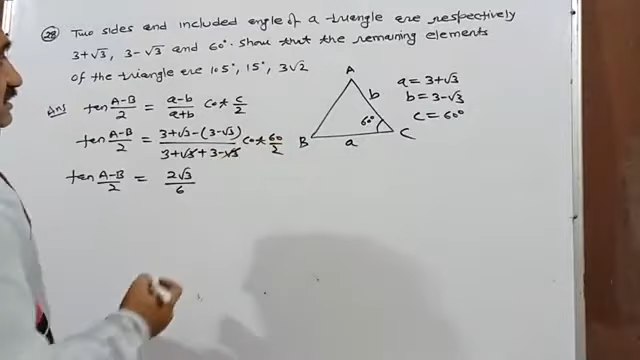 28 Two sides and included angle of a triangle are respectively
3+√3, 3-√3 and 60°. Show that the remaining elements
of the triangle are 105°, 15°, 3√2
Ans tan A-B/2 = a-b/a+b cot C/2
tan A-B/2 = 3+√3-(3-√3)/3+√3+3-√3 cot 60/2
tan A-B/2 = 2√3/6
A
b
60°
B
a
C
a = 3+√3
b = 3-√3
C = 60°